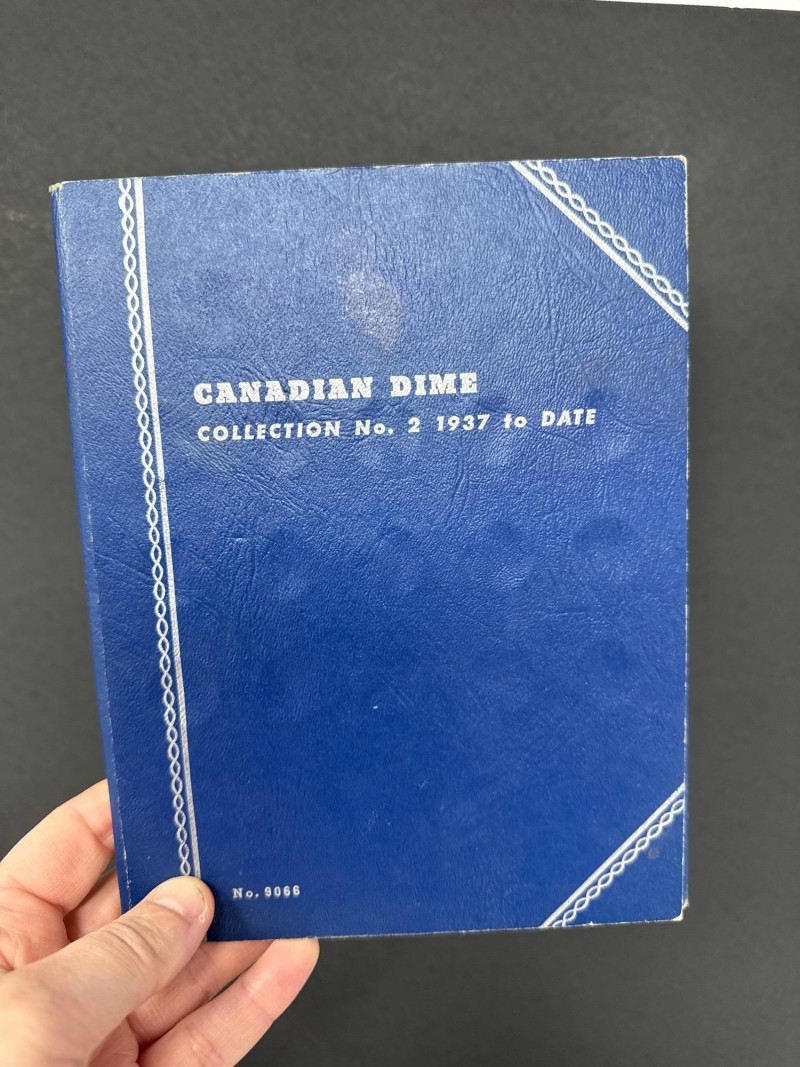 CANADIAN DIME
COLLECTION No. 2 1937 to DATE
No. 9066